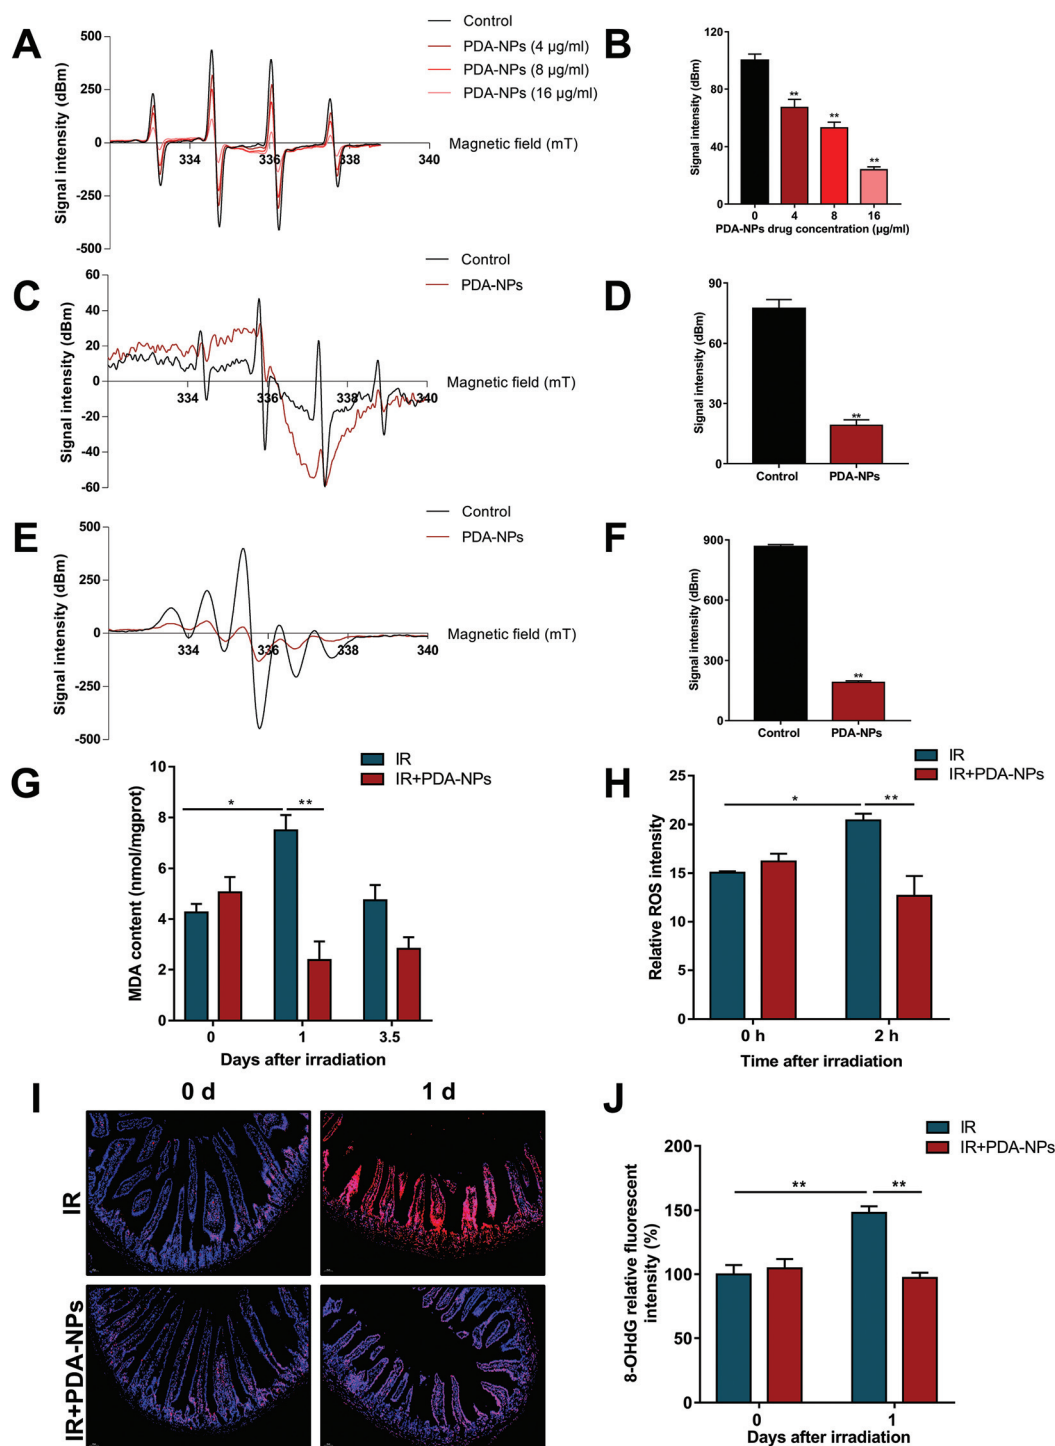 A
Control
PDA-NPs (4 µg/ml)
PDA-NPs (8 µg/ml)
PDA-NPs (16 µg/ml)
Signal intensity (dBm)
500
250
0
-250
-500
334
336
338
340
Magnetic field (mT)
B
Signal intensity (dBm)
120
80
40
0
**
**
**
0 4 8 16
PDA-NPs drug concentration (µg/ml)
C
Control
PDA-NPs
Signal intensity (dBm)
60
40
20
0
-20
-40
-60
334
336
338
340
Magnetic field (mT)
D
Signal intensity (dBm)
90
60
30
0
**
Control PDA-NPs
E
Control
PDA-NPs
Signal intensity (dBm)
500
250
0
-250
-500
334
336
338
340
Magnetic field (mT)
F
Signal intensity (dBm)
900
600
300
0
**
Control PDA-NPs
G
IR
IR+PDA-NPs
MDA content (nmol/mgprot)
10
8
6
4
2
0
* **
0 1 3.5
Days after irradiation
H
IR
IR+PDA-NPs
Relative ROS intensity
25
20
15
10
5
0
* **
0 h 2 h
Time after irradiation
I
0 d 1 d
IR
IR+PDA-NPs
J
IR
IR+PDA-NPs
8-OHdG relative fluorescent
intensity (%)
200
150
100
50
0
** **
0 1
Days after irradiation